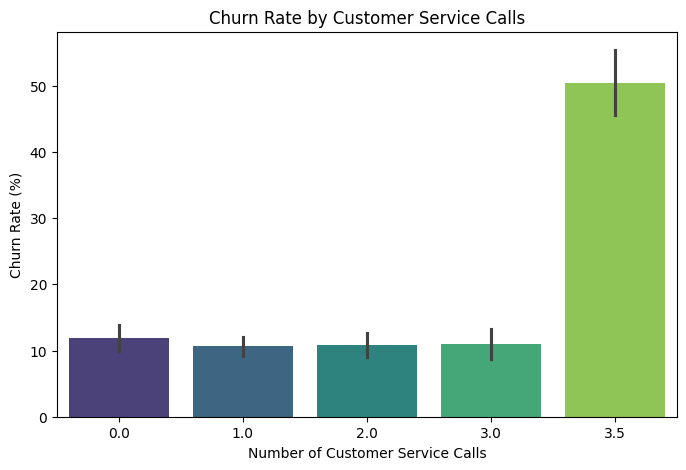 Churn Rate by Customer Service Calls
Churn Rate (%)
50
40
30
20
10
0
0.0 1.0 2.0 3.0 3.5
Number of Customer Service Calls